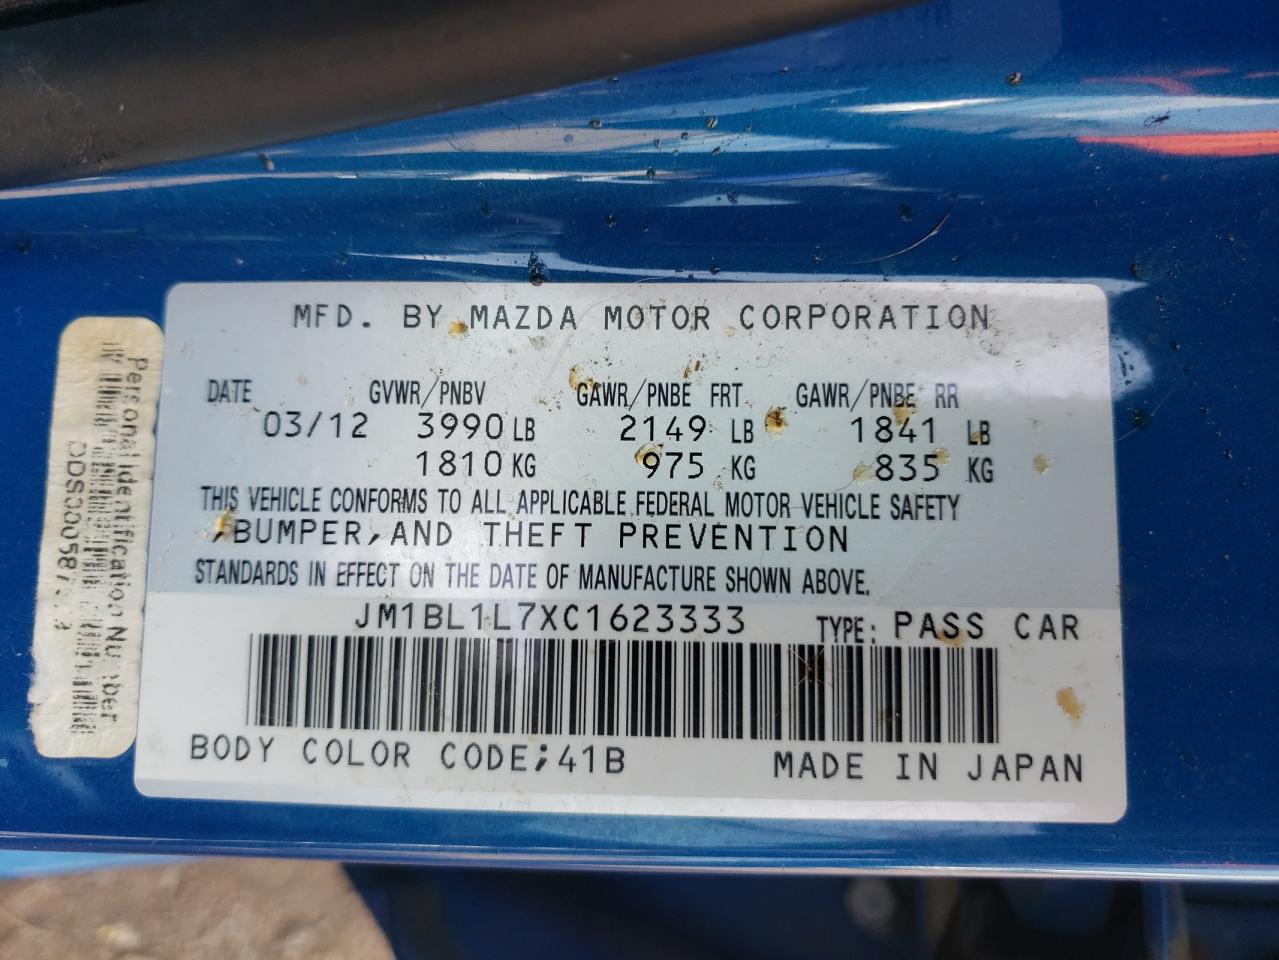 MFD. BY MAZDA MOTOR CORPORATION
DATE GVWR/PNBV GAWR/PNBE FRT GAWR/PNBE RR
03/12 3990 LB 2149 LB 1841 LB
1810 KG 975 KG 835 KG
THIS VEHICLE CONFORMS TO ALL APPLICABLE FEDERAL MOTOR VEHICLE SAFETY
,BUMPER,AND THEFT PREVENTION
STANDARDS IN EFFECT ON THE DATE OF MANUFACTURE SHOWN ABOVE.
JM1BL1L7XC1623333 TYPE: PASS CAR
BODY COLOR CODE;41B MADE IN JAPAN
Personal Identification